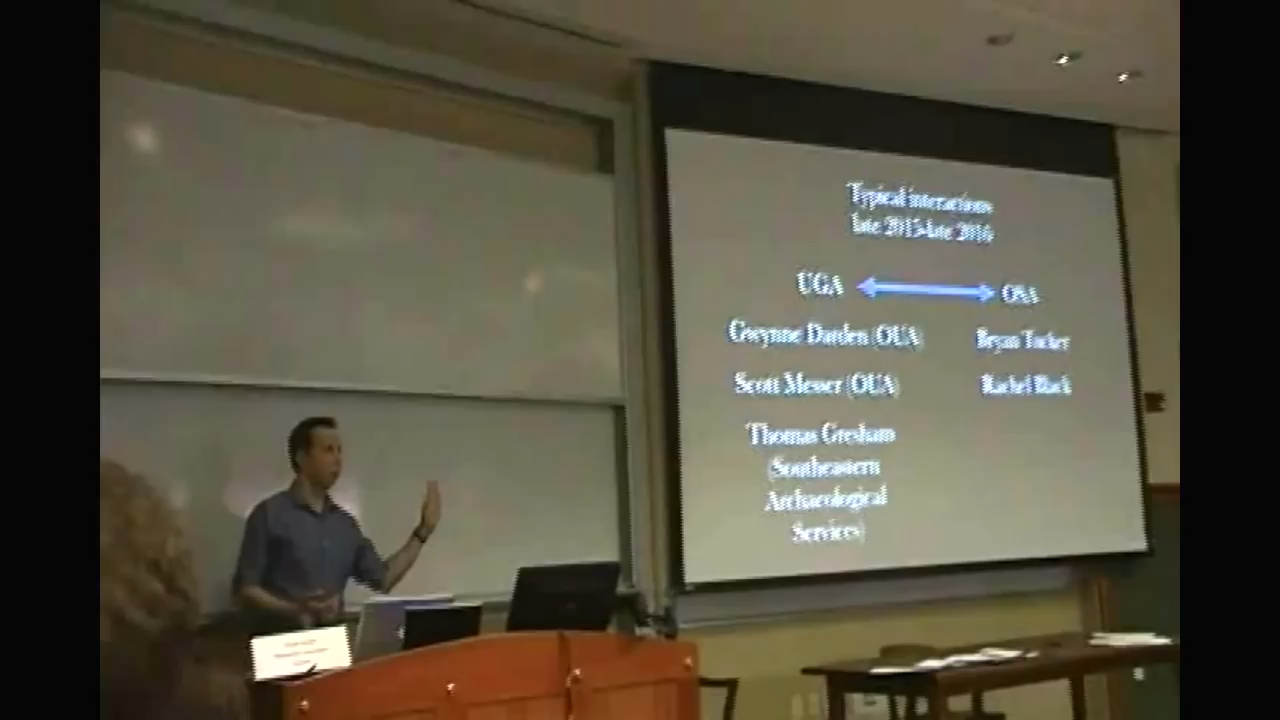 Typical interactions
late 2015-late 2016
UGA OSA
Gwynne Darden (OUA) Bryan Tucker
Scott Messer (OUA) Rachel Black
Thomas Gresham
(Southeastern
Archaeological
Services)